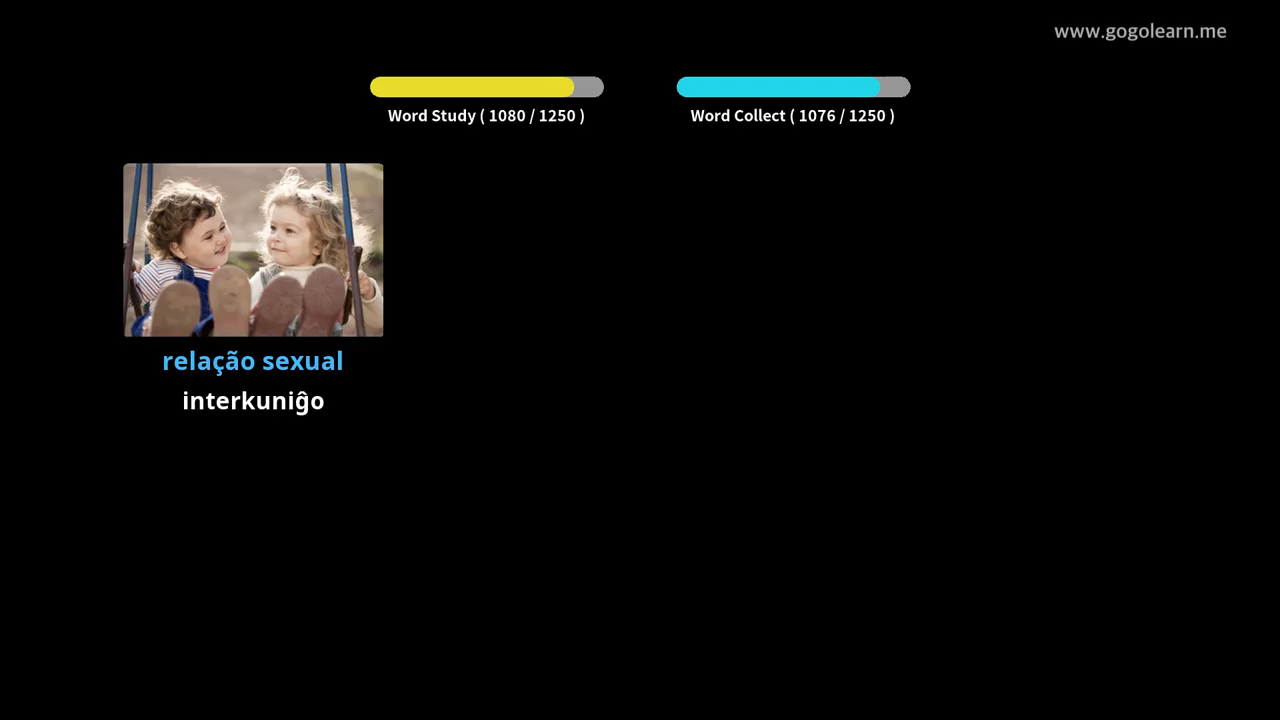 www.gogolearn.me
Word Study ( 1080 / 1250 )
Word Collect ( 1076 / 1250 )
relação sexual
interkuniĝo